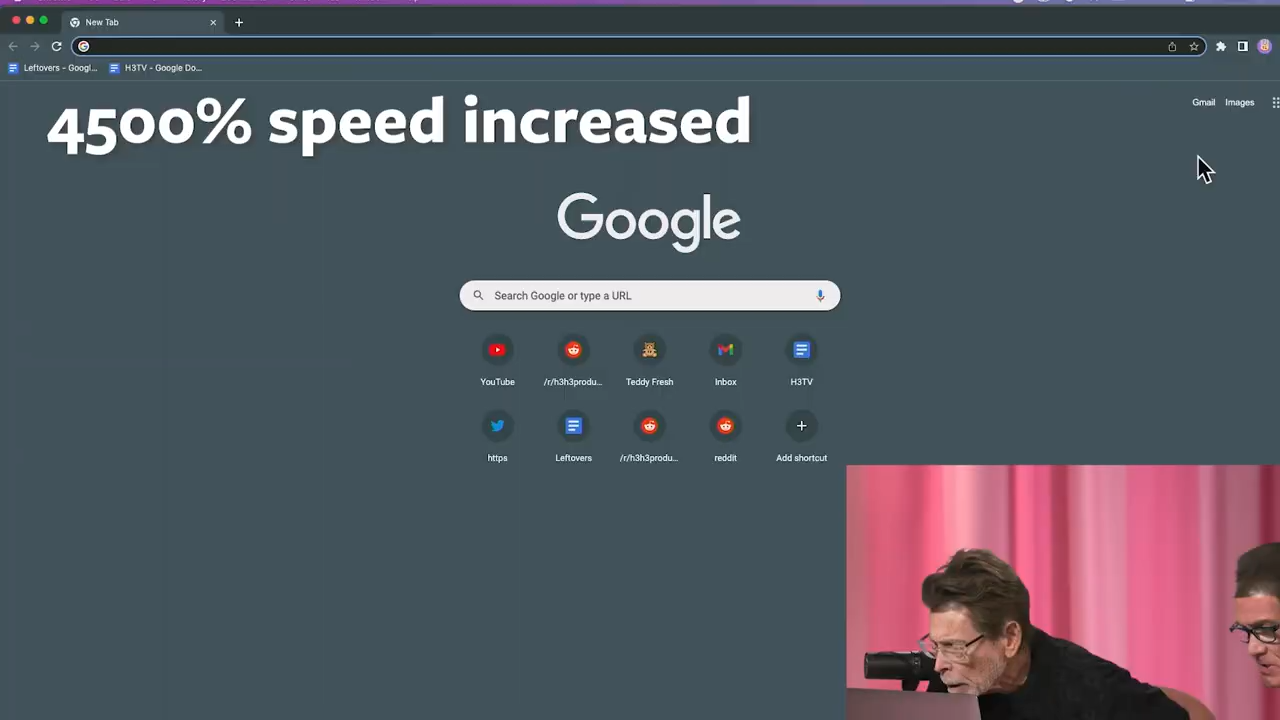 New Tab
Leftovers - Googl...
H3TV - Google Do...
4500% speed increased
Gmail
Images
Google
Search Google or type a URL
YouTube
/r/h3h3produ...
Teddy Fresh
Inbox
H3TV
https
Leftovers
/r/h3h3produ...
reddit
Add shortcut